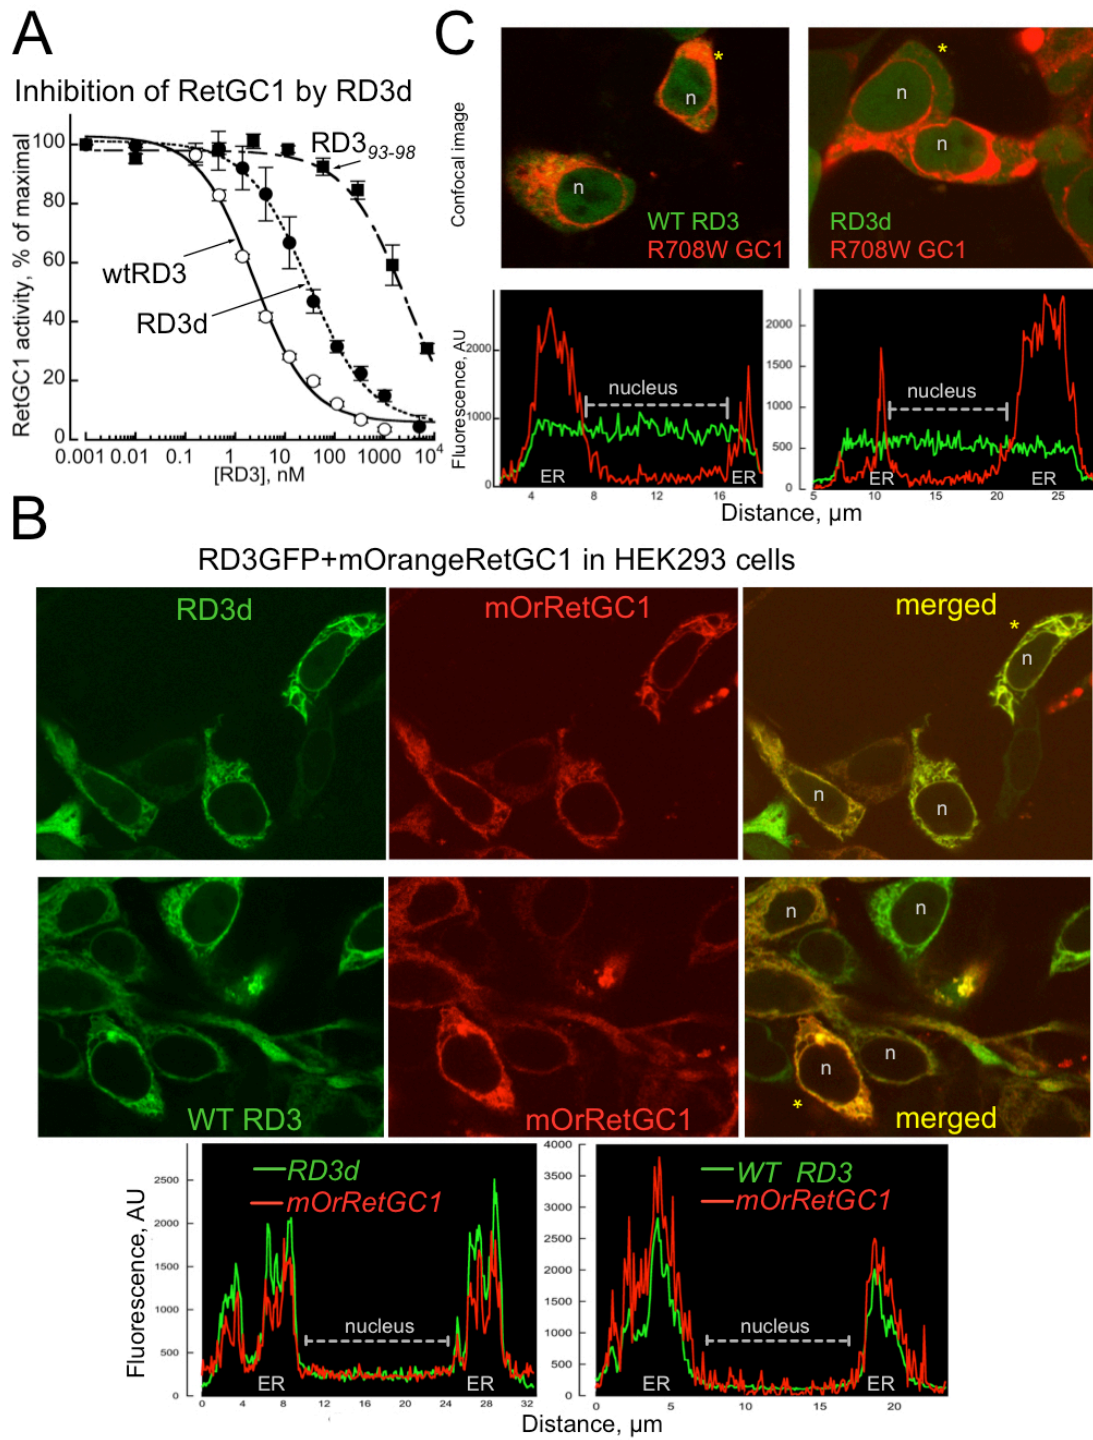 A
Inhibition of RetGC1 by RD3d
RetGC1 activity, % of maximal
100
80
60
40
20
0
RD393-98
wtRD3
RD3d
0.001 0.01 0.1 1 10 100 1000 10⁴
[RD3], nM
C
Confocal image
*
n
n
WT RD3
R708W GC1
*
n
n
RD3d
R708W GC1
Fluorescence, AU
2000
1000
0
nucleus
ER
ER
4 8 12 16
2000
1500
1000
500
0
nucleus
ER
ER
5 10 15 20 25
Distance, µm
B
RD3GFP+mOrangeRetGC1 in HEK293 cells
RD3d
mOrRetGC1
merged
*
n
n
n
WT RD3
mOrRetGC1
merged
n
n
n
n
*
Fluorescence, AU
2500
2000
1500
1000
500
0
RD3d
mOrRetGC1
nucleus
ER
ER
0 4 8 12 16 20 24 28 32
4000
3500
3000
2500
2000
1500
1000
500
0
WT RD3
mOrRetGC1
nucleus
ER
ER
0 5 10 15 20
Distance, µm